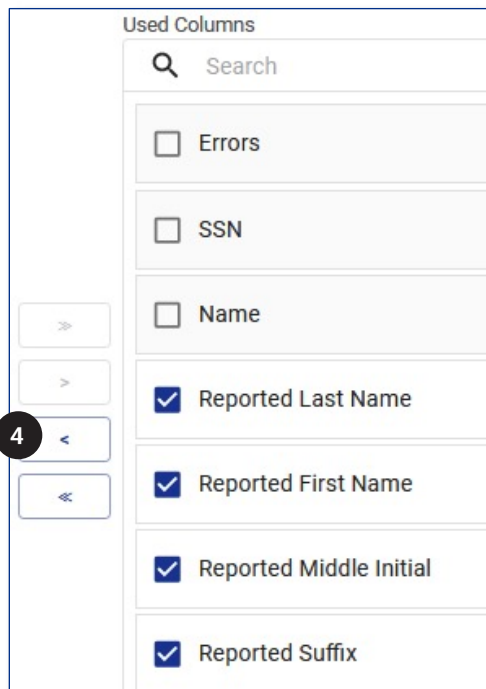 Used Columns
Search
Errors
SSN
Name
≫
>
Reported Last Name
4 <
Reported First Name
≪
Reported Middle Initial
Reported Suffix